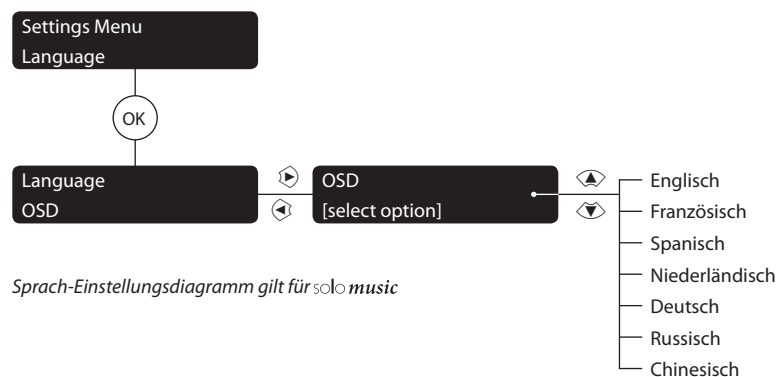 Settings Menu
Language
OK
Language
OSD
OSD
[select option]
Englisch
Französisch
Spanisch
Niederländisch
Deutsch
Russisch
Chinesisch
Sprach-Einstellungsdiagramm gilt für solo music